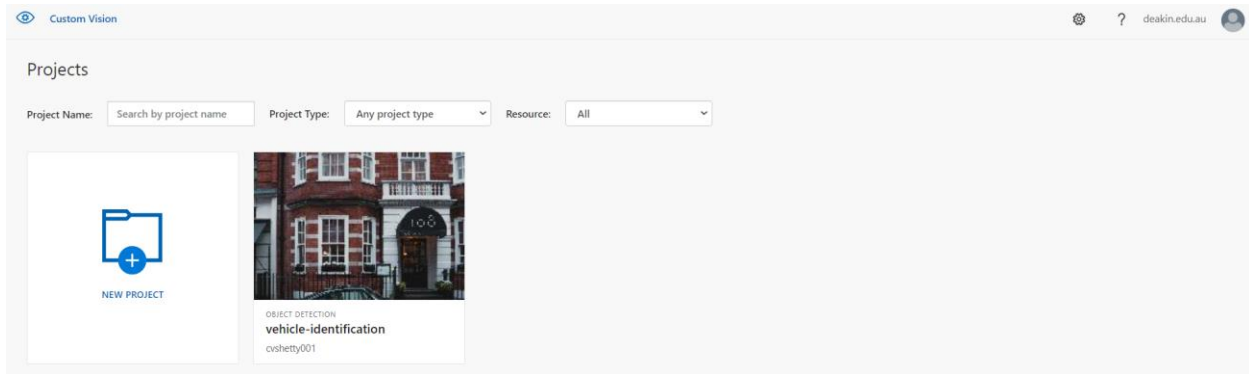 Custom Vision
? deakin.edu.au
Projects
Project Name: Search by project name Project Type: Any project type Resource: All
108
NEW PROJECT
OBJECT DETECTION
vehicle-identification
cvshetty001